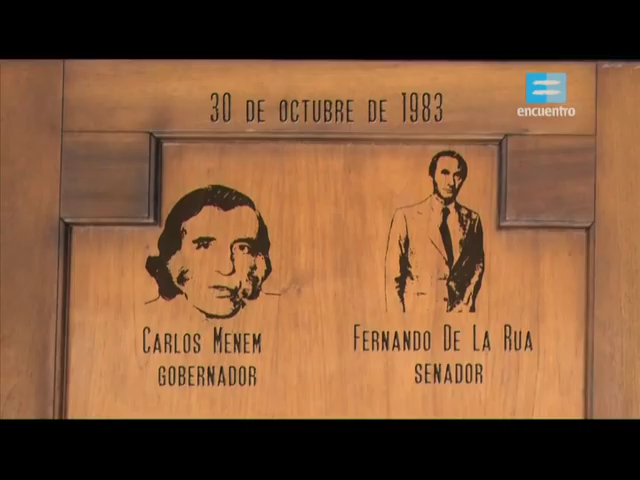 30 DE OCTUBRE DE 1983
encuentro
CARLOS MENEM
GOBERNADOR
FERNANDO DE LA RUA
SENADOR